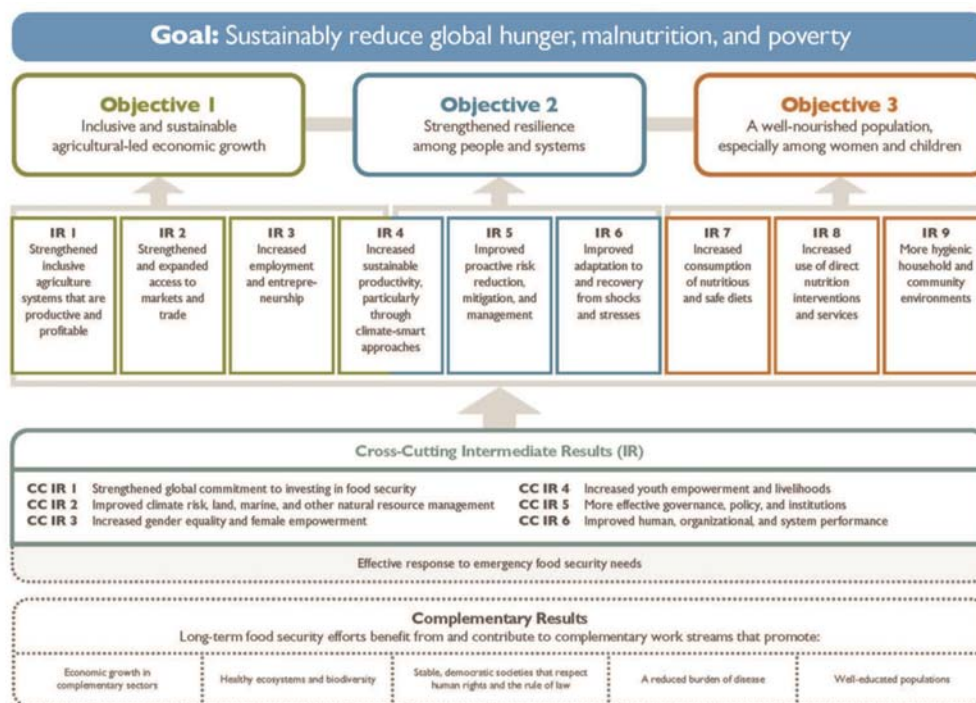 Goal: Sustainably reduce global hunger, malnutrition, and poverty
Objective 1
Inclusive and sustainable
agricultural-led economic growth
Objective 2
Strengthened resilience
among people and systems
Objective 3
A well-nourished population,
especially among women and children
IR 1
Strengthened
inclusive
agriculture
systems that are
productive and
profitable
IR 2
Strengthened
and expanded
access to
markets and
trade
IR 3
Increased
employment
and entrepre-
neurship
IR 4
Increased
sustainable
productivity,
particularly
through
climate-smart
approaches
IR 5
Improved
proactive risk
reduction,
mitigation, and
management
IR 6
Improved
adaptation to
and recovery
from shocks
and stresses
IR 7
Increased
consumption
of nutritious
and safe diets
IR 8
Increased
use of direct
nutrition
interventions
and services
IR 9
More hygienic
household and
community
environments
Cross-Cutting Intermediate Results (IR)
CC IR 1 Strengthened global commitment to investing in food security
CC IR 2 Improved climate risk, land, marine, and other natural resource management
CC IR 3 Increased gender equality and female empowerment
CC IR 4 Increased youth empowerment and livelihoods
CC IR 5 More effective governance, policy, and institutions
CC IR 6 Improved human, organizational, and system performance
Effective response to emergency food security needs
Complementary Results
Long-term food security efforts benefit from and contribute to complementary work streams that promote:
Economic growth in
complementary sectors
Healthy ecosystems and biodiversity
Stable, democratic societies that respect
human rights and the rule of law
A reduced burden of disease
Well-educated populations